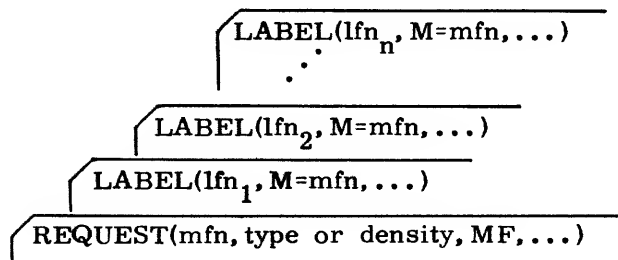 LABEL(lfnₙ, M=mfn,...)
LABEL(lfn₂, M=mfn,...)
LABEL(lfn₁, M=mfn,...)
REQUEST(mfn, type or density, MF,...)